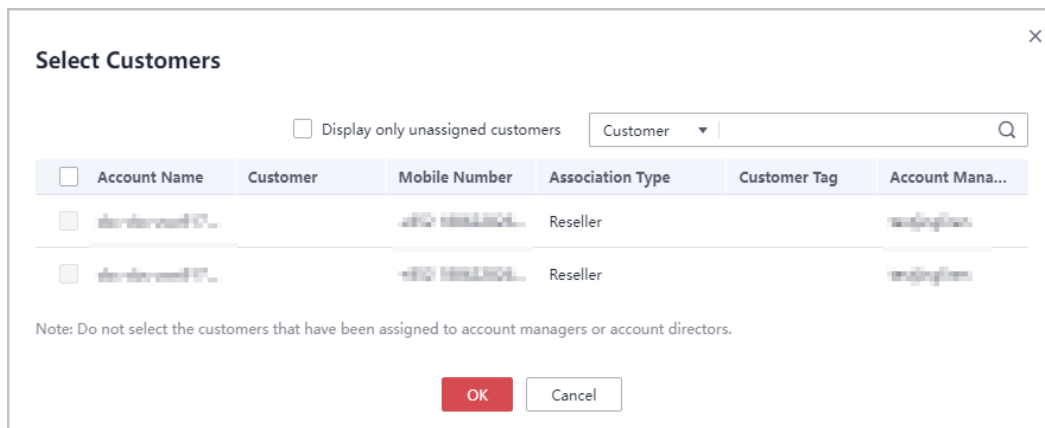 Select Customers
Display only unassigned customers Customer
Account Name Customer Mobile Number Association Type Customer Tag Account Mana...
Reseller
Reseller
Note: Do not select the customers that have been assigned to account managers or account directors.
OK Cancel